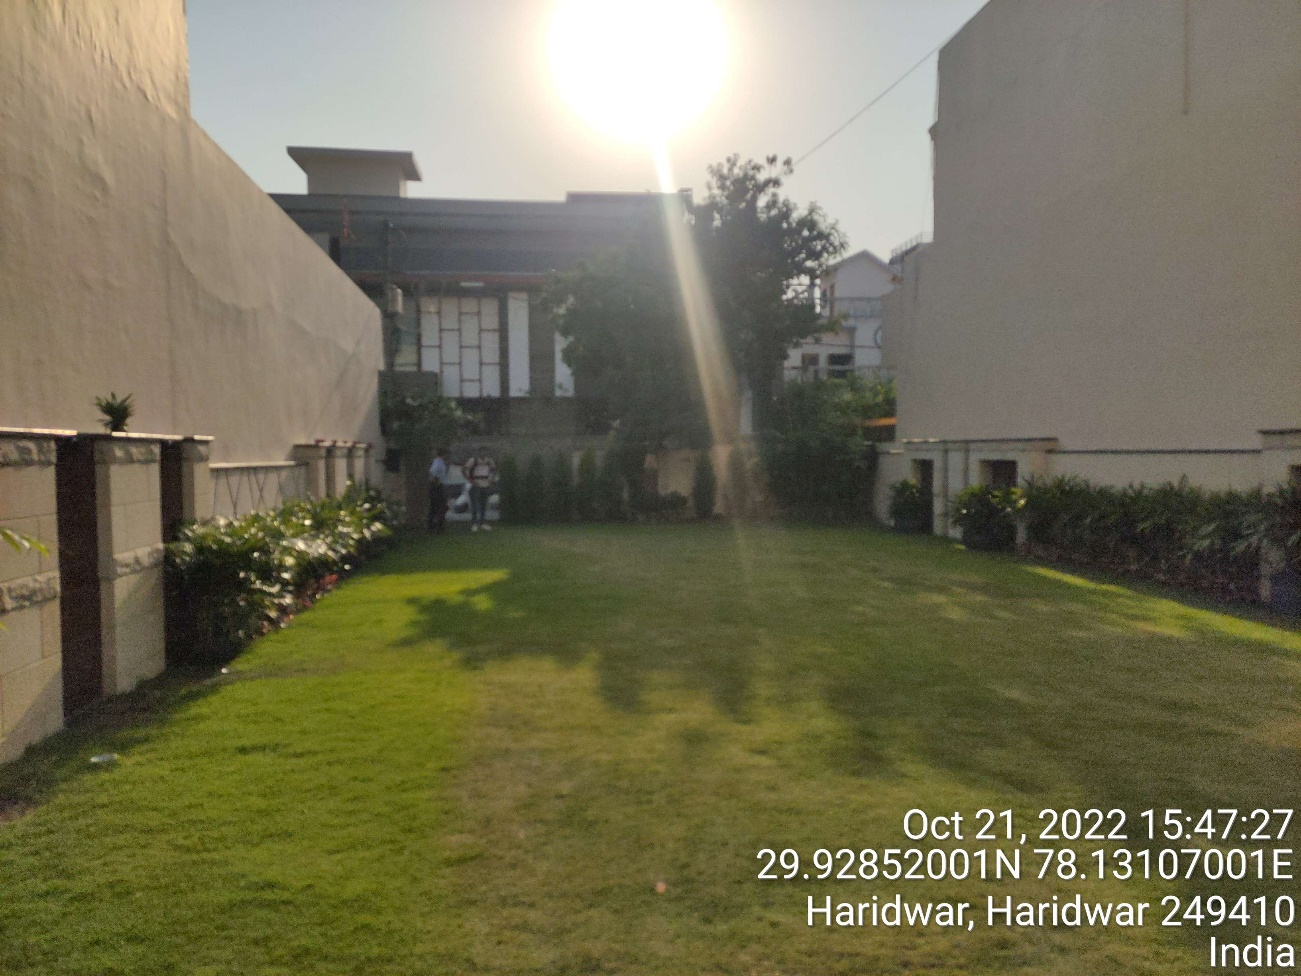 Oct 21, 2022 15:47:27
29.92852001N 78.13107001E
Haridwar, Haridwar 249410
India